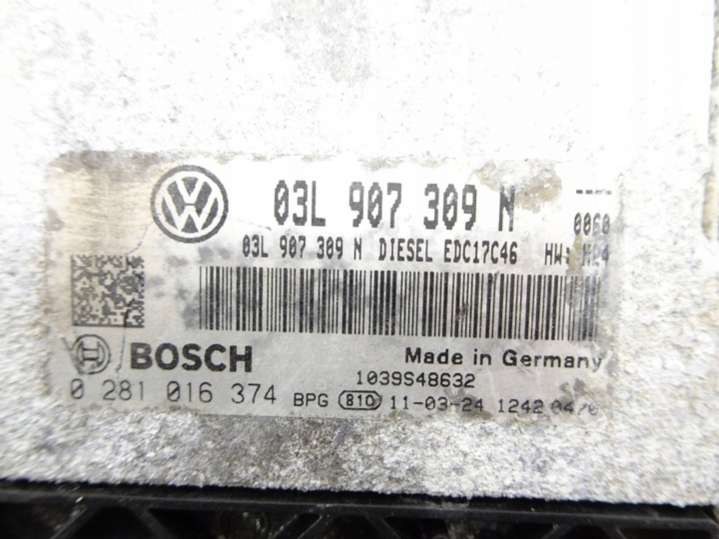 03L 907 309 N
0060
03L 907 309 N DIESEL EDC17C46 HW:
BOSCH
Made in Germany
1039S48632
0 281 016 374 BPG 810 11-03-24 1242